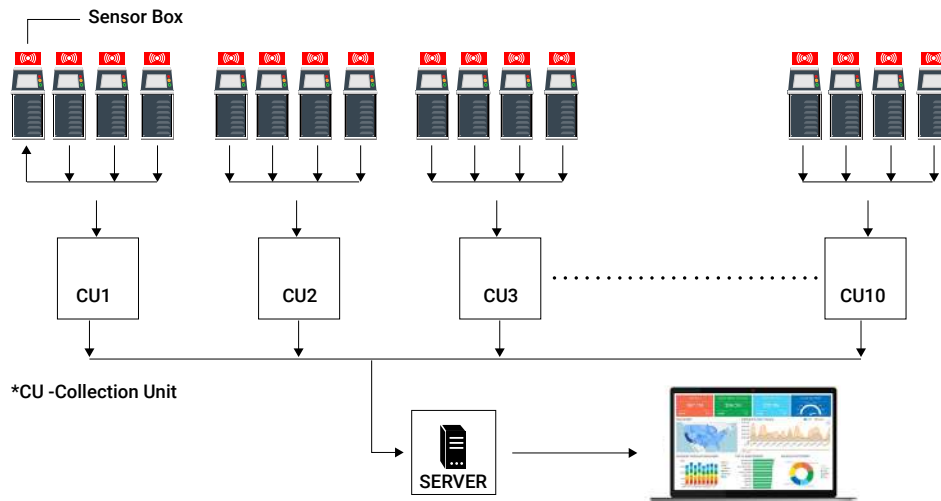 Sensor Box
CU1
CU2
CU3
CU10
*CU -Collection Unit
SERVER